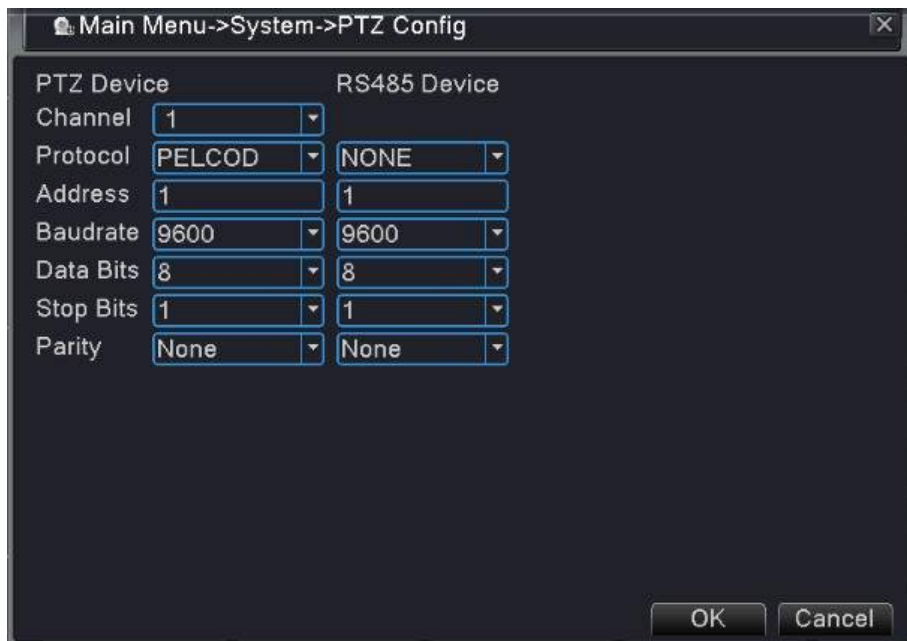 Main Menu->System->PTZ Config
PTZ Device RS485 Device
Channel 1
Protocol PELCOD NONE
Address 1 1
Baudrate 9600 9600
Data Bits 8 8
Stop Bits 1 1
Parity None None
OK Cancel